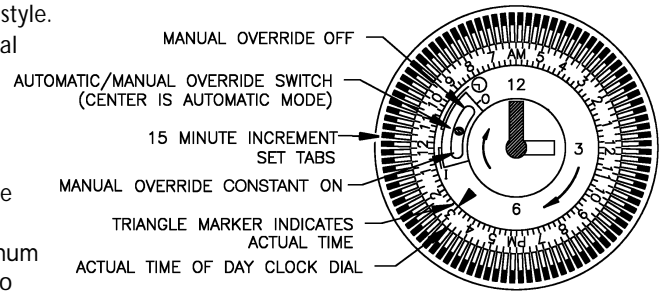 style.
al
MANUAL OVERRIDE OFF
AUTOMATIC/MANUAL OVERRIDE SWITCH
(CENTER IS AUTOMATIC MODE)
15 MINUTE INCREMENT
SET TABS
MANUAL OVERRIDE CONSTANT ON
e
TRIANGLE MARKER INDICATES
ACTUAL TIME
num
ACTUAL TIME OF DAY CLOCK DIAL
o
12
3
6
AM
PM
O
I